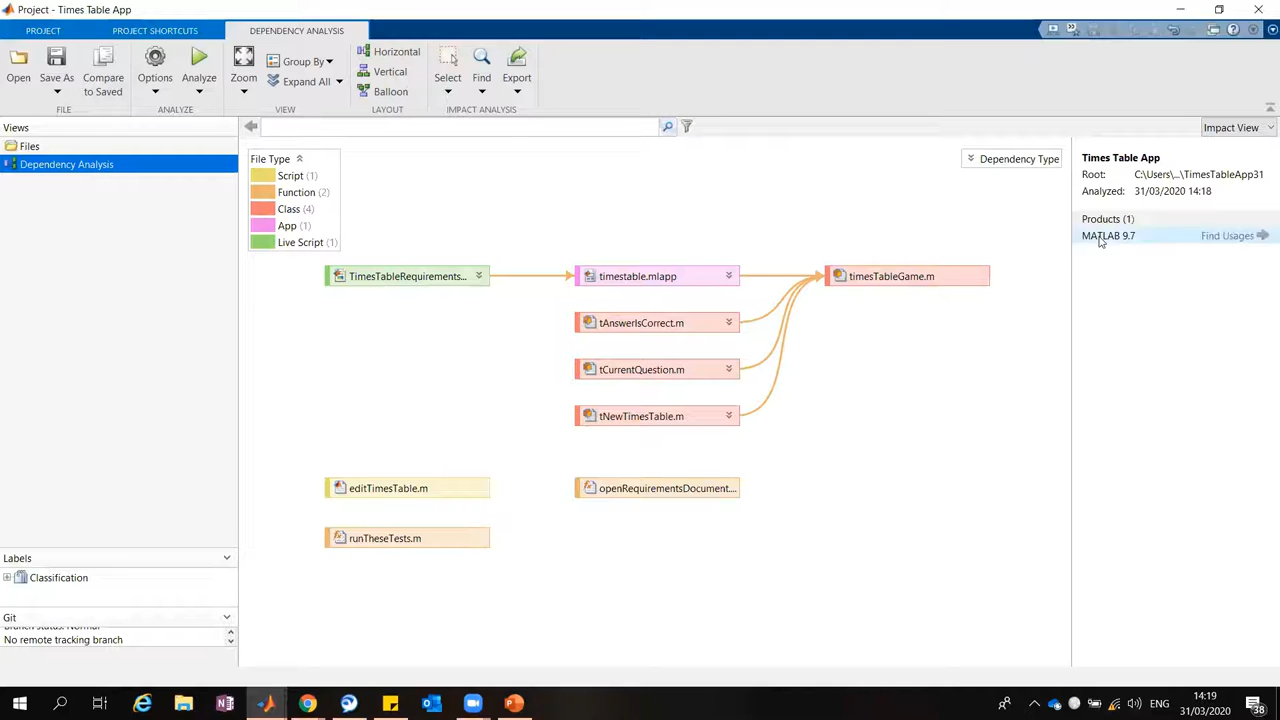 Project - Times Table App
PROJECT
PROJECT SHORTCUTS
DEPENDENCY ANALYSIS
Open
Save As
Compare to Saved
Options
Analyze
Zoom
Group By
Expand All
Horizontal
Vertical
Balloon
Select
Find
Export
FILE
ANALYZE
VIEW
LAYOUT
IMPACT ANALYSIS
Views
Files
Dependency Analysis
Impact View
File Type
Script (1)
Function (2)
Class (4)
App (1)
Live Script (1)
Dependency Type
TimesTableRequirements...
timestable.mlapp
timesTableGame.m
tAnswerIsCorrect.m
tCurrentQuestion.m
tNewTimesTable.m
editTimesTable.m
openRequirementsDocument....
runTheseTests.m
Times Table App
Root: C:\Users\...\TimesTableApp31
Analyzed: 31/03/2020 14:18
Products (1)
MATLAB 9.7 Find Usages
Labels
Classification
Git
Branch status: Normal
No remote tracking branch
ENG
14:19
31/03/2020
38